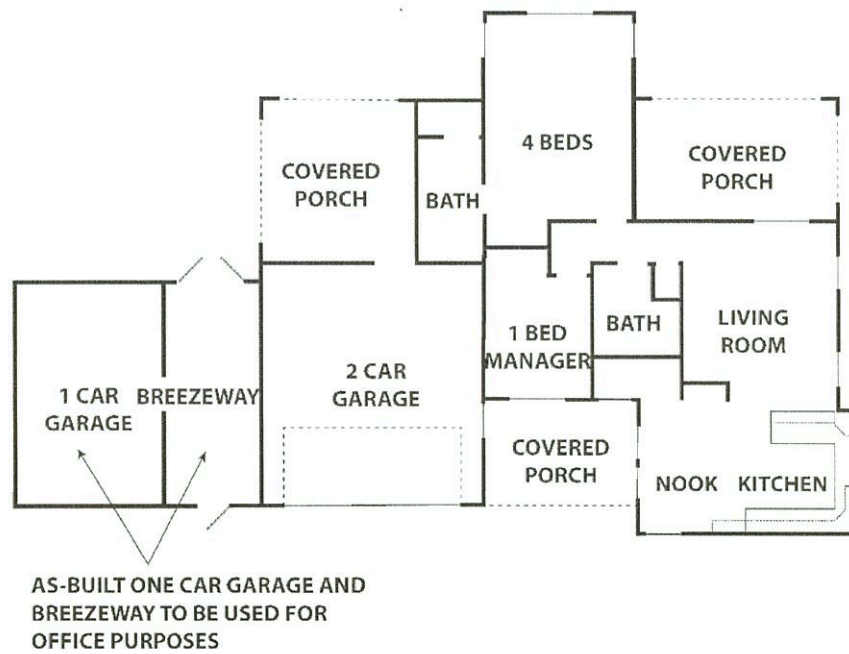 4 BEDS
COVERED
PORCH
COVERED
PORCH
BATH
1 BED
MANAGER
BATH
LIVING
ROOM
1 CAR
GARAGE
BREEZEWAY
2 CAR
GARAGE
COVERED
PORCH
NOOK
KITCHEN
AS-BUILT ONE CAR GARAGE AND
BREEZEWAY TO BE USED FOR
OFFICE PURPOSES